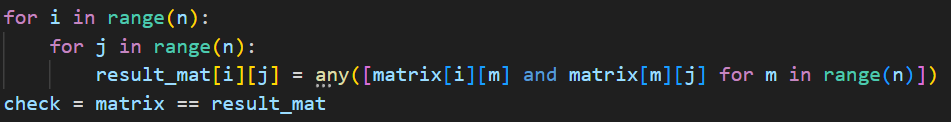 for i in range(n):
    for j in range(n):
        result_mat[i][j] = any([matrix[i][m] and matrix[m][j] for m in range(n)])
check = matrix == result_mat